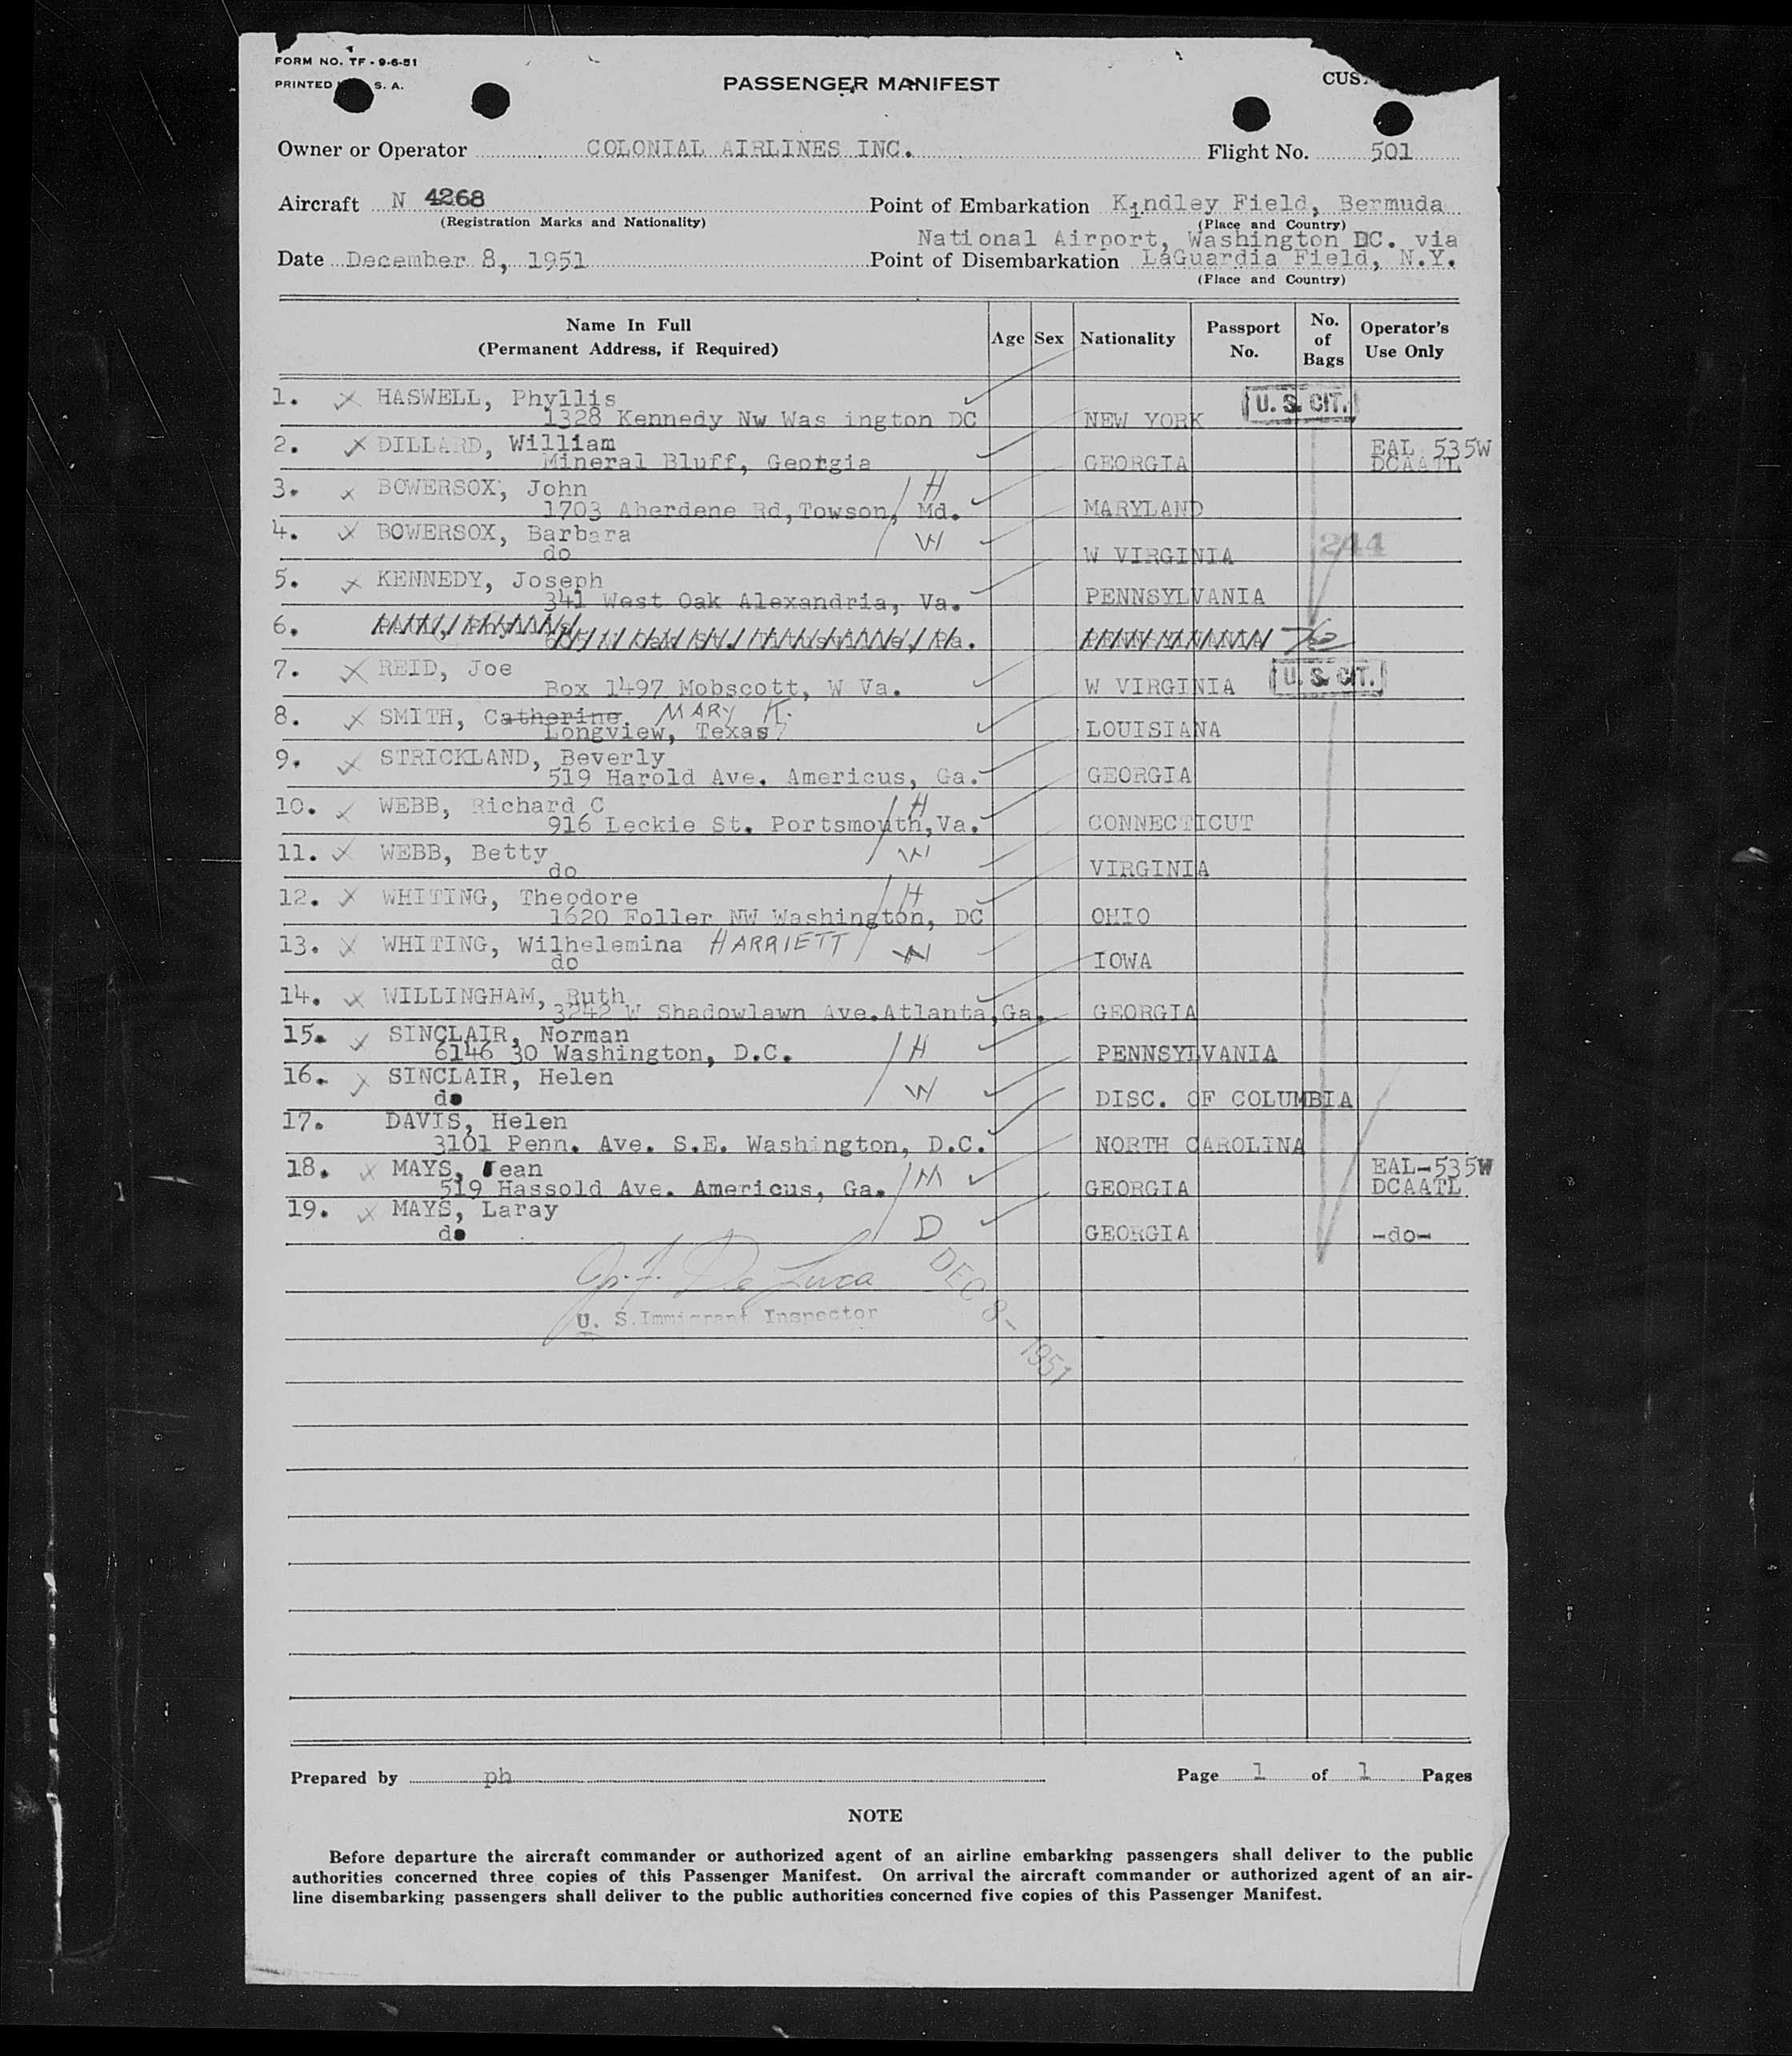 FORM NO. TF - 9-6-51
PRINTED S. A.
PASSENGER MANIFEST
CUS
Owner or Operator COLONIAL AIRLINES INC. Flight No. 501
Aircraft N 4268 Point of Embarkation Kindley Field, Bermuda
(Registration Marks and Nationality) (Place and Country)
National Airport, Washington DC. via
Date December 8, 1951 Point of Disembarkation LaGuardia Field, N.Y.
(Place and Country)
Name In Full (Permanent Address, if Required) Age Sex Nationality Passport No. No. of Bags Operator's Use Only
1. X HASWELL, Phyllis U. S. CIT.
1328 Kennedy Nw Was ington DC NEW YORK
2. X DILLARD, William EAL 535W
Mineral Bluff, Georgia GEORGIA DCAATL
3. X BOWERSOX, John H
1703 Aberdene Rd,Towson, Md. MARYLAND
4. X BOWERSOX, Barbara W 244
do W VIRGINIA
5. X KENNEDY, Joseph
341 West Oak Alexandria, Va. PENNSYLVANIA
6.
7. X REID, Joe U. S. CIT.
Box 1497 Mobscott, W Va. W VIRGINIA
8. X SMITH, Catherine MARY K.
Longview, Texas LOUISIANA
9. X STRICKLAND, Beverly
519 Harold Ave. Americus, Ga. GEORGIA
10. X WEBB, Richard C H
916 Leckie St. Portsmouth,Va. CONNECTICUT
11. X WEBB, Betty W
do VIRGINIA
12. X WHITING, Theodore H
1620 Foller NW Washington, DC OHIO
13. X WHITING, Wilhelemina HARRIETT W
do IOWA
14. X WILLINGHAM, Ruth
3242 W Shadowlawn Ave.Atlanta,Ga. GEORGIA
15. X SINCLAIR, Norman H
6146 30 Washington, D.C. PENNSYLVANIA
16. X SINCLAIR, Helen W
do DISC. OF COLUMBIA
17. DAVIS, Helen
3101 Penn. Ave. S.E. Washington, D.C. NORTH CAROLINA
18. X MAYS, Jean M EAL-535W
519 Hassold Ave. Americus, Ga. GEORGIA DCAATL
19. X MAYS, Laray D
do GEORGIA -do-
De Luca
DEC 8 - 1951
U. S. Immigrant Inspector
Prepared by ph Page 1 of 1 Pages
NOTE
Before departure the aircraft commander or authorized agent of an airline embarking passengers shall deliver to the public
authorities concerned three copies of this Passenger Manifest. On arrival the aircraft commander or authorized agent of an air-
line disembarking passengers shall deliver to the public authorities concerned five copies of this Passenger Manifest.